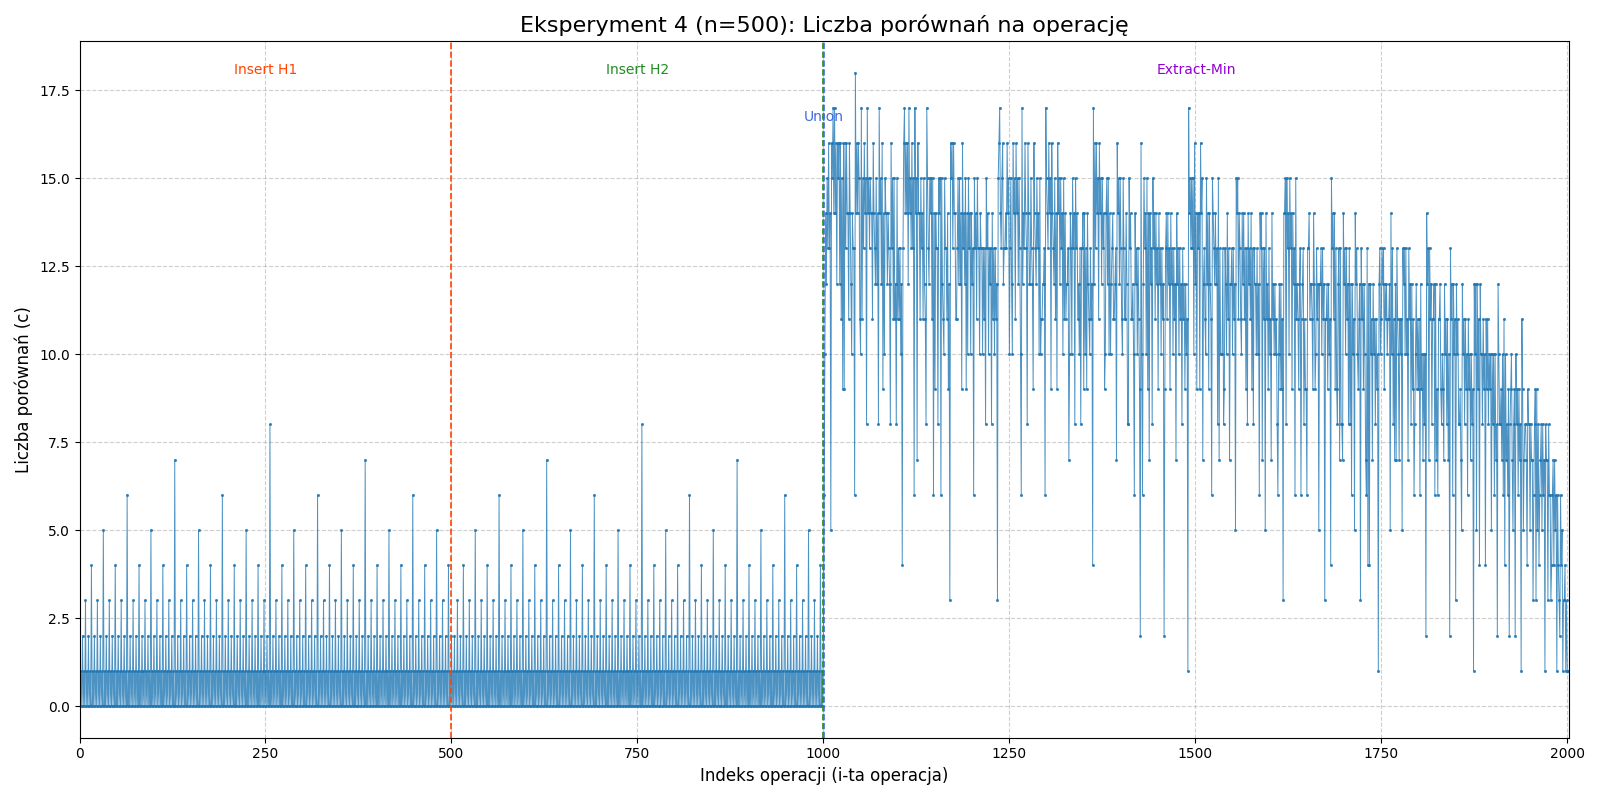 Eksperyment 4 (n=500): Liczba porównań na operację
Insert H1
Insert H2
Extract-Min
Union
Liczba porównań (c)
17.5
15.0
12.5
10.0
7.5
5.0
2.5
0.0
0
250
500
750
1000
1250
1500
1750
2000
Indeks operacji (i-ta operacja)